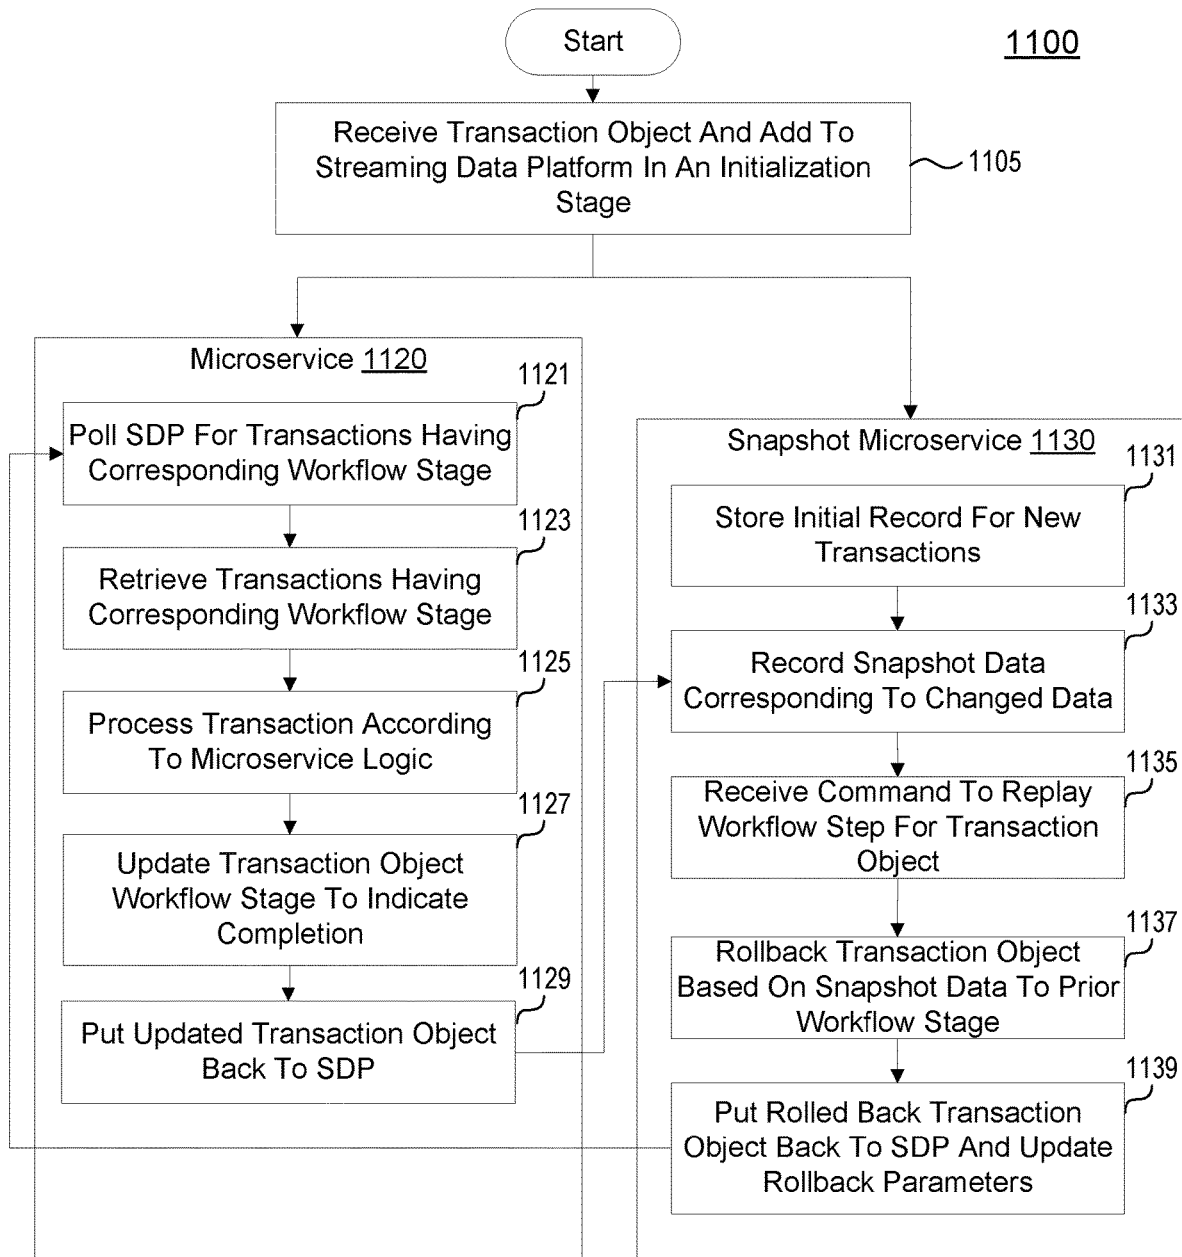 Start
1100
Receive Transaction Object And Add To
Streaming Data Platform In An Initialization
Stage
1105
Microservice 1120
1121
Poll SDP For Transactions Having
Corresponding Workflow Stage
1123
Retrieve Transactions Having
Corresponding Workflow Stage
1125
Process Transaction According
To Microservice Logic
1127
Update Transaction Object
Workflow Stage To Indicate
Completion
1129
Put Updated Transaction Object
Back To SDP
Snapshot Microservice 1130
1131
Store Initial Record For New
Transactions
1133
Record Snapshot Data
Corresponding To Changed Data
1135
Receive Command To Replay
Workflow Step For Transaction
Object
1137
Rollback Transaction Object
Based On Snapshot Data To Prior
Workflow Stage
1139
Put Rolled Back Transaction
Object Back To SDP And Update
Rollback Parameters